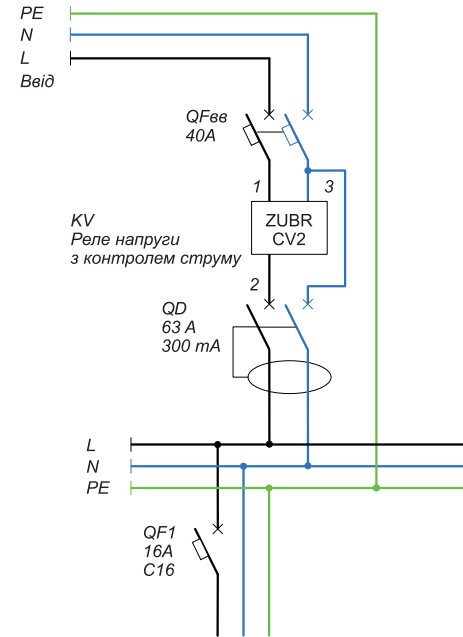 PE
N
L
Ввід
QFвв
40A
1
3
ZUBR
CV2
KV
Реле напруги
з контролем струму
2
QD
63 A
300 mA
L
N
PE
QF1
16A
C16